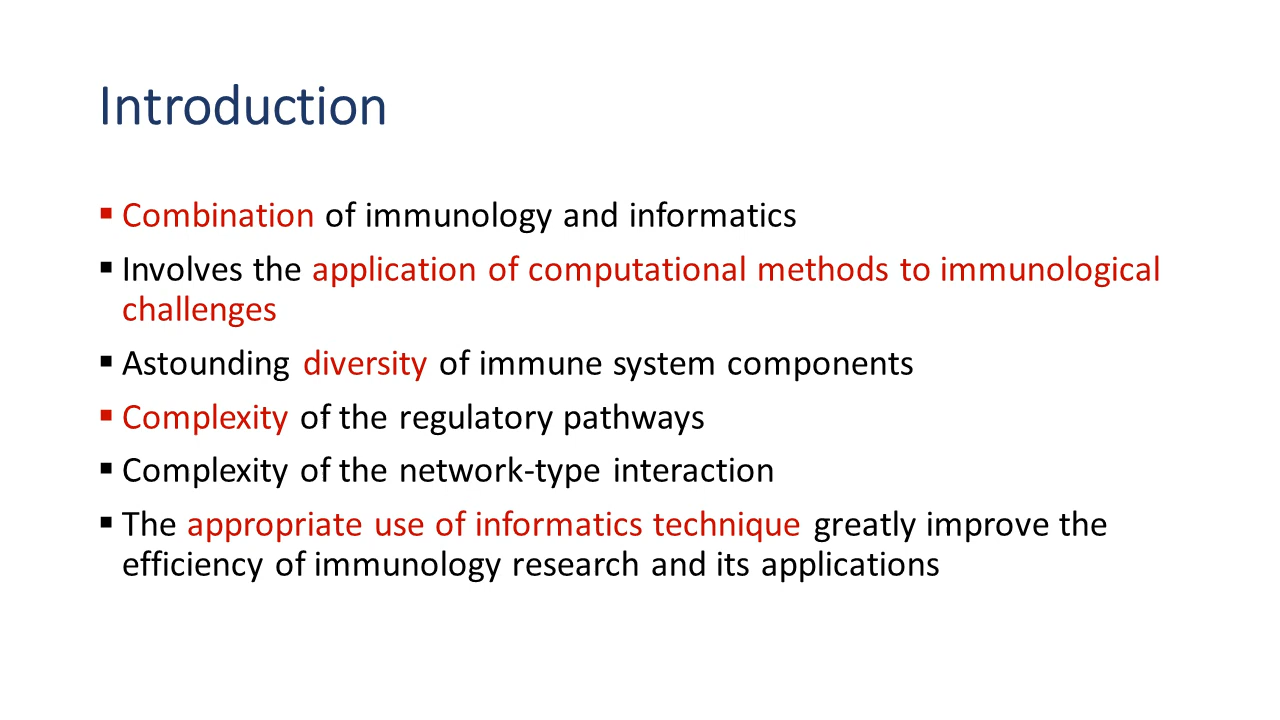 Introduction
▪ Combination of immunology and informatics
▪ Involves the application of computational methods to immunological
challenges
▪ Astounding diversity of immune system components
▪ Complexity of the regulatory pathways
▪ Complexity of the network-type interaction
▪ The appropriate use of informatics technique greatly improve the
efficiency of immunology research and its applications